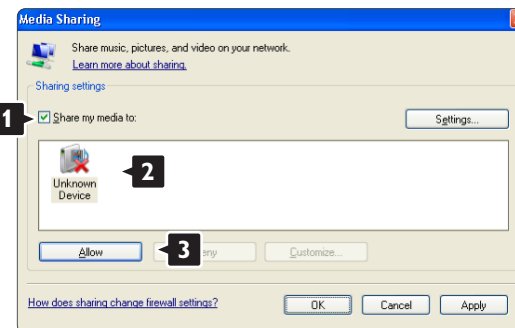 Media Sharing
Share music, pictures, and video on your network.
Learn more about sharing.
Sharing settings
1
Share my media to:
Settings...
2
Unknown
Device
Allow
3
Customize...
How does sharing change firewall settings?
OK
Cancel
Apply